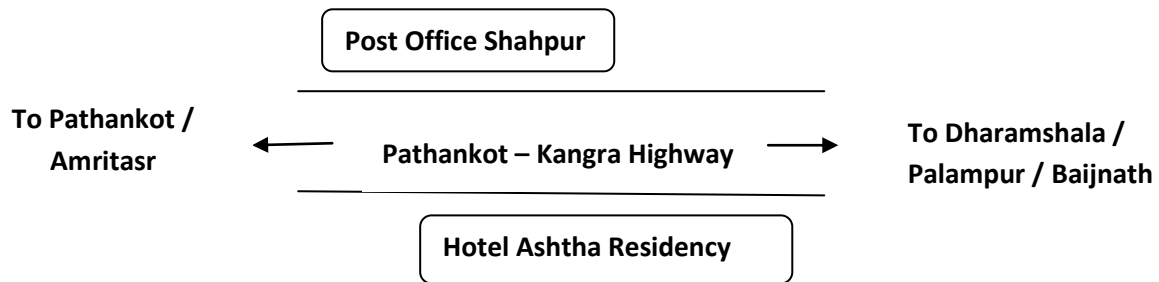 Post Office Shahpur
To Pathankot /
Amritasr
Pathankot – Kangra Highway
To Dharamshala /
Palampur / Baijnath
Hotel Ashtha Residency